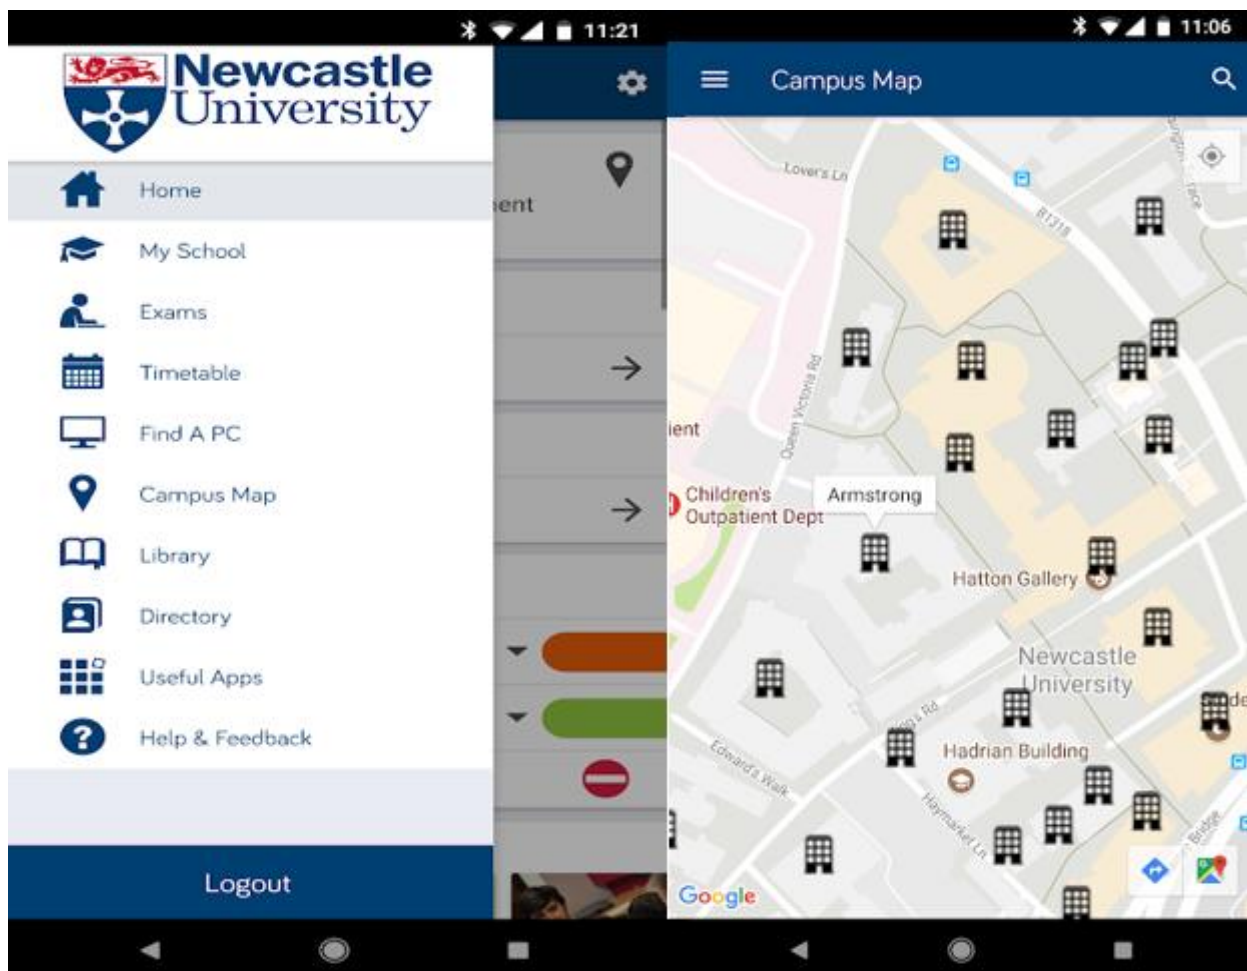 11:21
Newcastle
University
Home
My School
Exams
Timetable
Find A PC
Campus Map
Library
Directory
Useful Apps
Help & Feedback
Logout
11:06
Campus Map
Lover's Ln
B1318
Queen Victoria Rd
Children's
Outpatient Dept
Armstrong
Hatton Gallery
Newcastle
University
Hadrian Building
Edward's Walk
Haymarket Ln
Bridge
Google